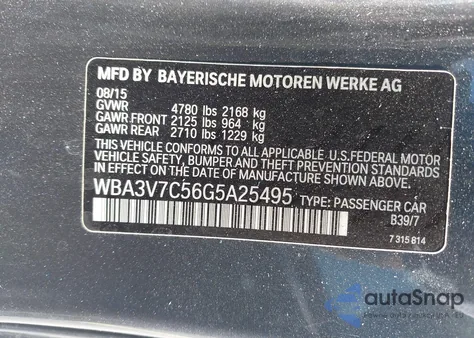 MFD BY BAYERISCHE MOTOREN WERKE AG
08/15
GVWR 4780 lbs 2168 kg
GAWR.FRONT 2125 lbs 964 kg
GAWR REAR 2710 lbs 1229 kg
THIS VEHICLE CONFORMS TO ALL APPLICABLE U.S.FEDERAL MOTOR
VEHICLE SAFETY, BUMPER, AND THEFT PREVENTION STANDARDS
IN EFFECT ON THE DATE OF MANUFACTURE SHOWN ABOVE.
WBA3V7C56G5A25495
TYPE: PASSENGER CAR
B39/7
7 315 814
autoSnap